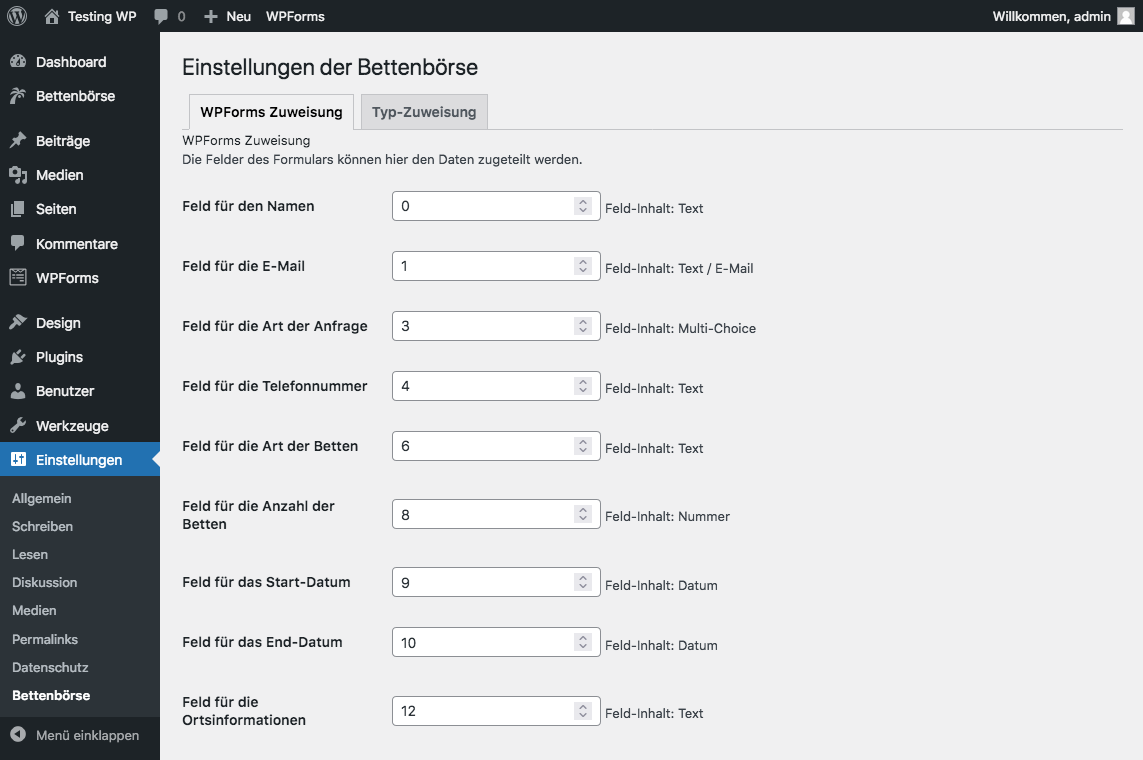 Testing WP 0 Neu WPForms Willkommen, admin
Dashboard
Bettenbörse
Beiträge
Medien
Seiten
Kommentare
WPForms
Design
Plugins
Benutzer
Werkzeuge
Einstellungen
Allgemein
Schreiben
Lesen
Diskussion
Medien
Permalinks
Datenschutz
Bettenbörse
Menü einklappen
Einstellungen der Bettenbörse
WPForms Zuweisung Typ-Zuweisung
WPForms Zuweisung
Die Felder des Formulars können hier den Daten zugeteilt werden.
Feld für den Namen 0 Feld-Inhalt: Text
Feld für die E-Mail 1 Feld-Inhalt: Text / E-Mail
Feld für die Art der Anfrage 3 Feld-Inhalt: Multi-Choice
Feld für die Telefonnummer 4 Feld-Inhalt: Text
Feld für die Art der Betten 6 Feld-Inhalt: Text
Feld für die Anzahl der
Betten 8 Feld-Inhalt: Nummer
Feld für das Start-Datum 9 Feld-Inhalt: Datum
Feld für das End-Datum 10 Feld-Inhalt: Datum
Feld für die
Ortsinformationen 12 Feld-Inhalt: Text